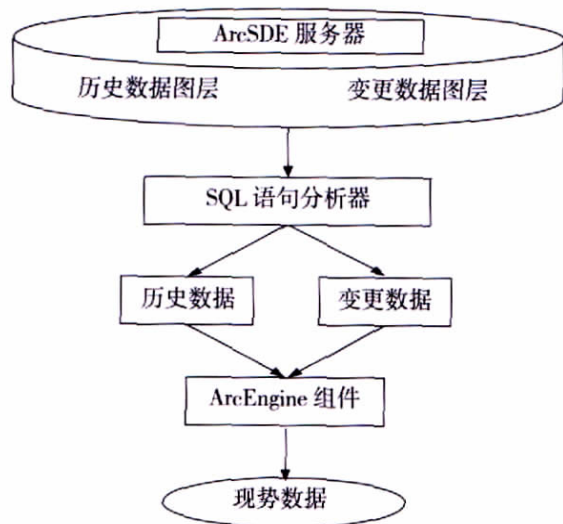 ArcSDE 服务器
历史数据图层 变更数据图层
SQL 语句分析器
历史数据 变更数据
ArcEngine 组件
现势数据